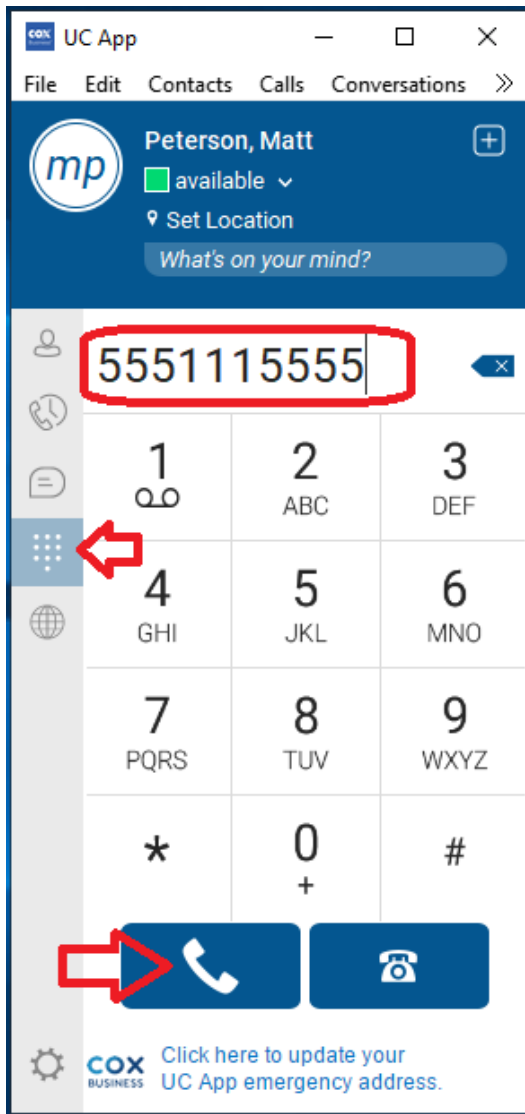 COX UC App
File Edit Contacts Calls Conversations
mp
Peterson, Matt
available
Set Location
What's on your mind?
5551115555
1 2 3
ABC DEF
4 5 6
GHI JKL MNO
7 8 9
PQRS TUV WXYZ
* 0 #
+
COX Click here to update your
BUSINESS UC App emergency address.